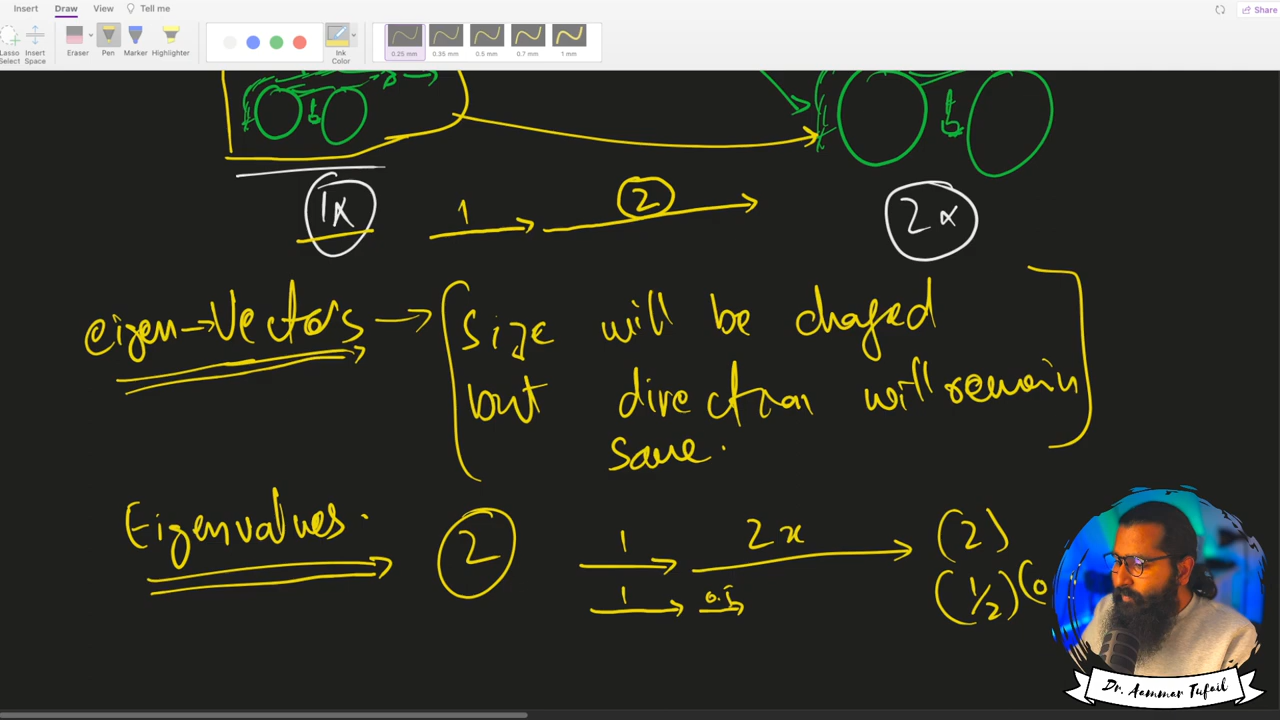 Insert Draw View Tell me
Share
Lasso Select Insert Space Eraser Pen Marker Highlighter Ink Color 0.25 mm 0.35 mm 0.5 mm 0.7 mm 1 mm
b b
1x 1 2 2x
eigen-Vectors → size will be chaged
but direction will remain
same.
Eigenvalues. 2 1 2x (2)
1 0.5 (1/2) (0
Dr. Aammar Tufail